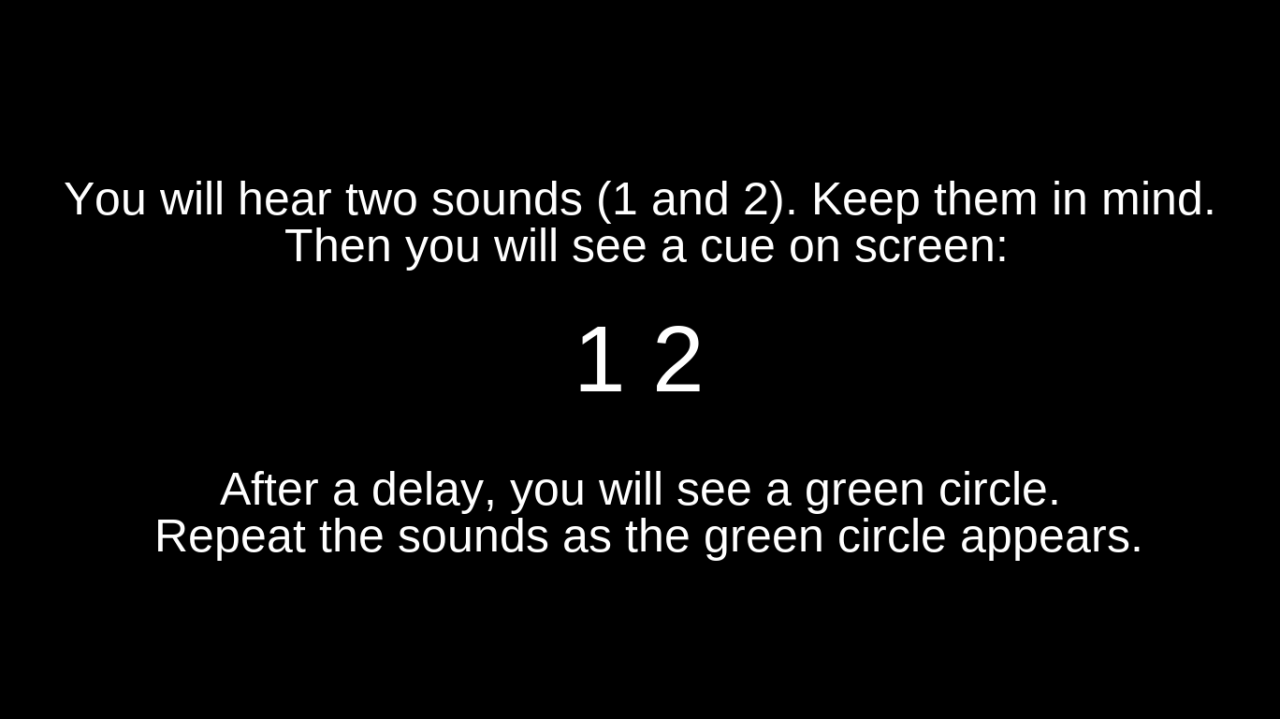 You will hear two sounds (1 and 2). Keep them in mind.
Then you will see a cue on screen:
1 2
After a delay, you will see a green circle.
Repeat the sounds as the green circle appears.